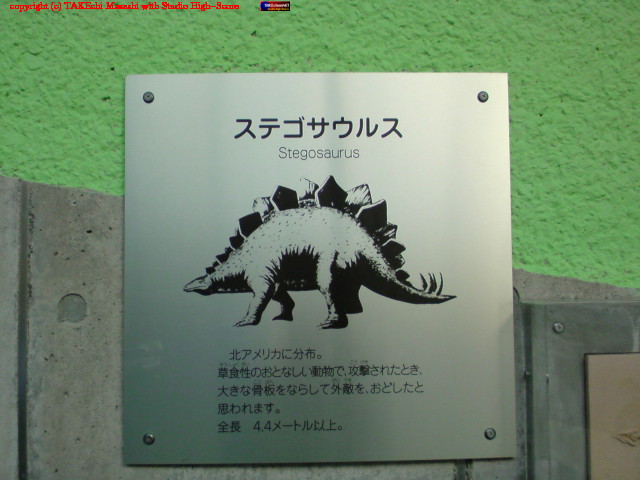 copyright (c) TAKEchi Masashi with Studio High-Scene
ステゴサウルス
Stegosaurus
北アメリカに分布。
草食性のおとなしい動物で、攻撃されたとき、
大きな骨板をならして外敵を、おどしたと
思われます。
全長 4.4メートル以上。